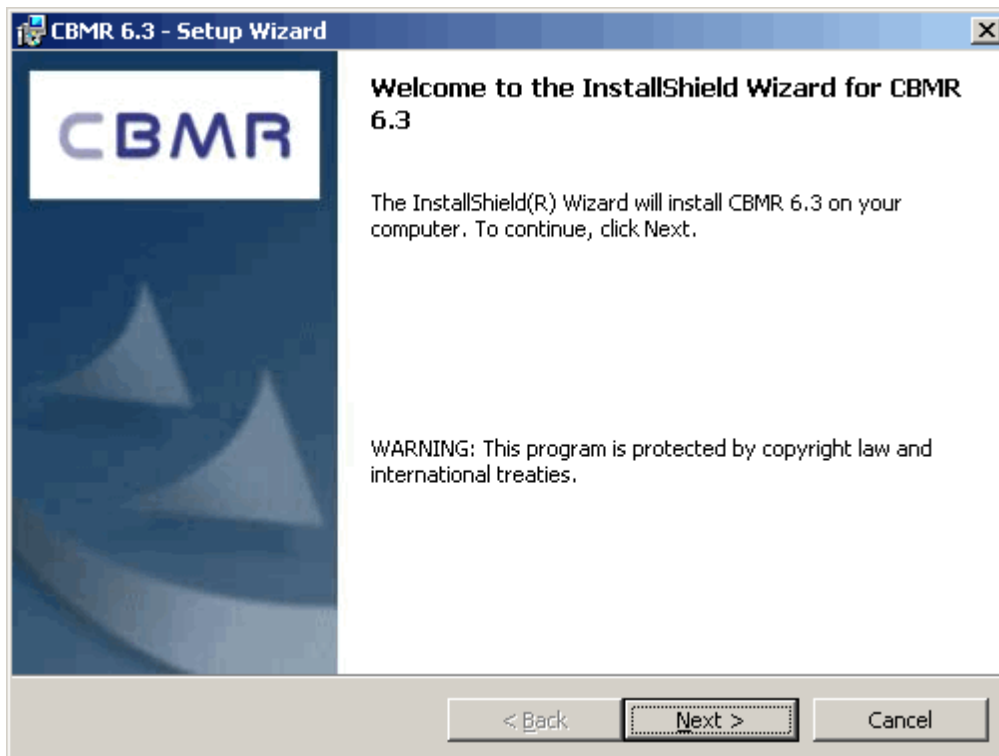 CBMR 6.3 - Setup Wizard
CBMR
Welcome to the InstallShield Wizard for CBMR
6.3
The InstallShield(R) Wizard will install CBMR 6.3 on your
computer. To continue, click Next.
WARNING: This program is protected by copyright law and
international treaties.
< Back
Next >
Cancel